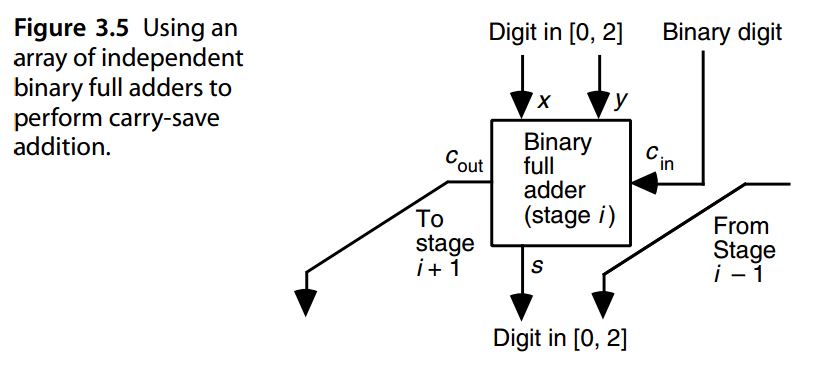 Figure 3.5 Using an
array of independent
binary full adders to
perform carry-save
addition.
Digit in [0, 2]
Binary digit
x
y
Binary
full
adder
(stage i)
c out
c in
To
stage
i + 1
s
From
Stage
i – 1
Digit in [0, 2]